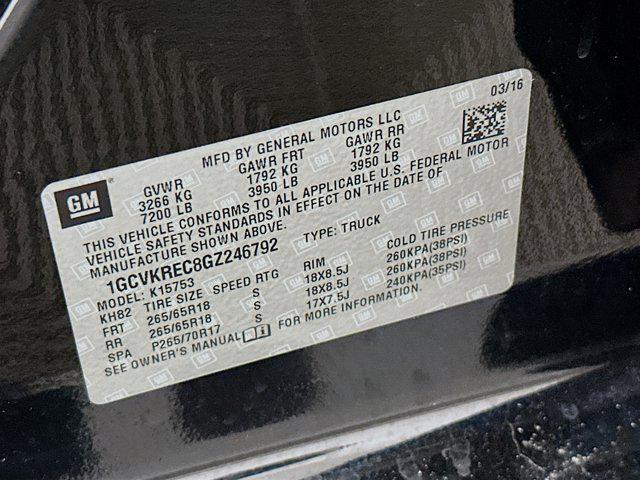 03/16
MFD BY GENERAL MOTORS LLC
GM
GVWR GAWR FRT GAWR RR
3266 KG 1792 KG 1792 KG
7200 LB 3950 LB 3950 LB
THIS VEHICLE CONFORMS TO ALL APPLICABLE U.S. FEDERAL MOTOR
VEHICLE SAFETY STANDARDS IN EFFECT ON THE DATE OF
MANUFACTURE SHOWN ABOVE.
1GCVKREC8GZ246792 TYPE: TRUCK
MODEL: K15753
KH82 TIRE SIZE SPEED RTG RIM COLD TIRE PRESSURE
FRT 265/65R18 S 18X8.5J 260KPA(38PSI)
RR 265/65R18 S 18X8.5J 260KPA(38PSI)
SPA P265/70R17 S 17X7.5J 240KPA(35PSI)
SEE OWNER'S MANUAL FOR MORE INFORMATION.